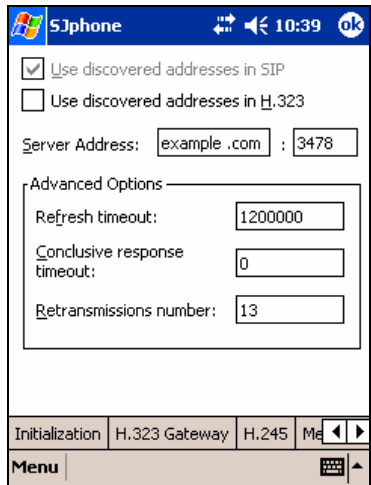 SJphone 10:39 ok
Use discovered addresses in SIP
Use discovered addresses in H.323
Server Address: example .com : 3478
Advanced Options
Refresh timeout: 1200000
Conclusive response
timeout: 0
Retransmissions number: 13
Initialization H.323 Gateway H.245 Me
Menu